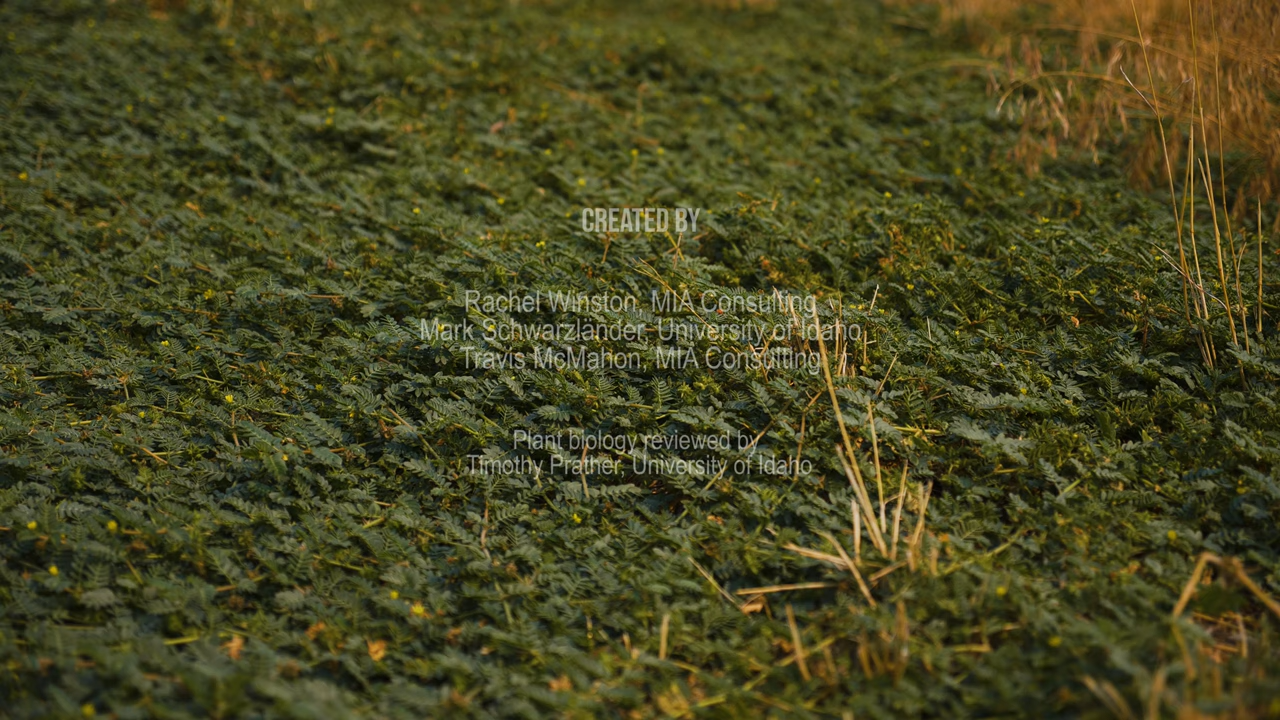 CREATED BY
Rachel Winston, MIA Consulting
Mark Schwarzländer, University of Idaho
Travis McMahon, MIA Consulting
Plant biology reviewed by
Timothy Prather, University of Idaho